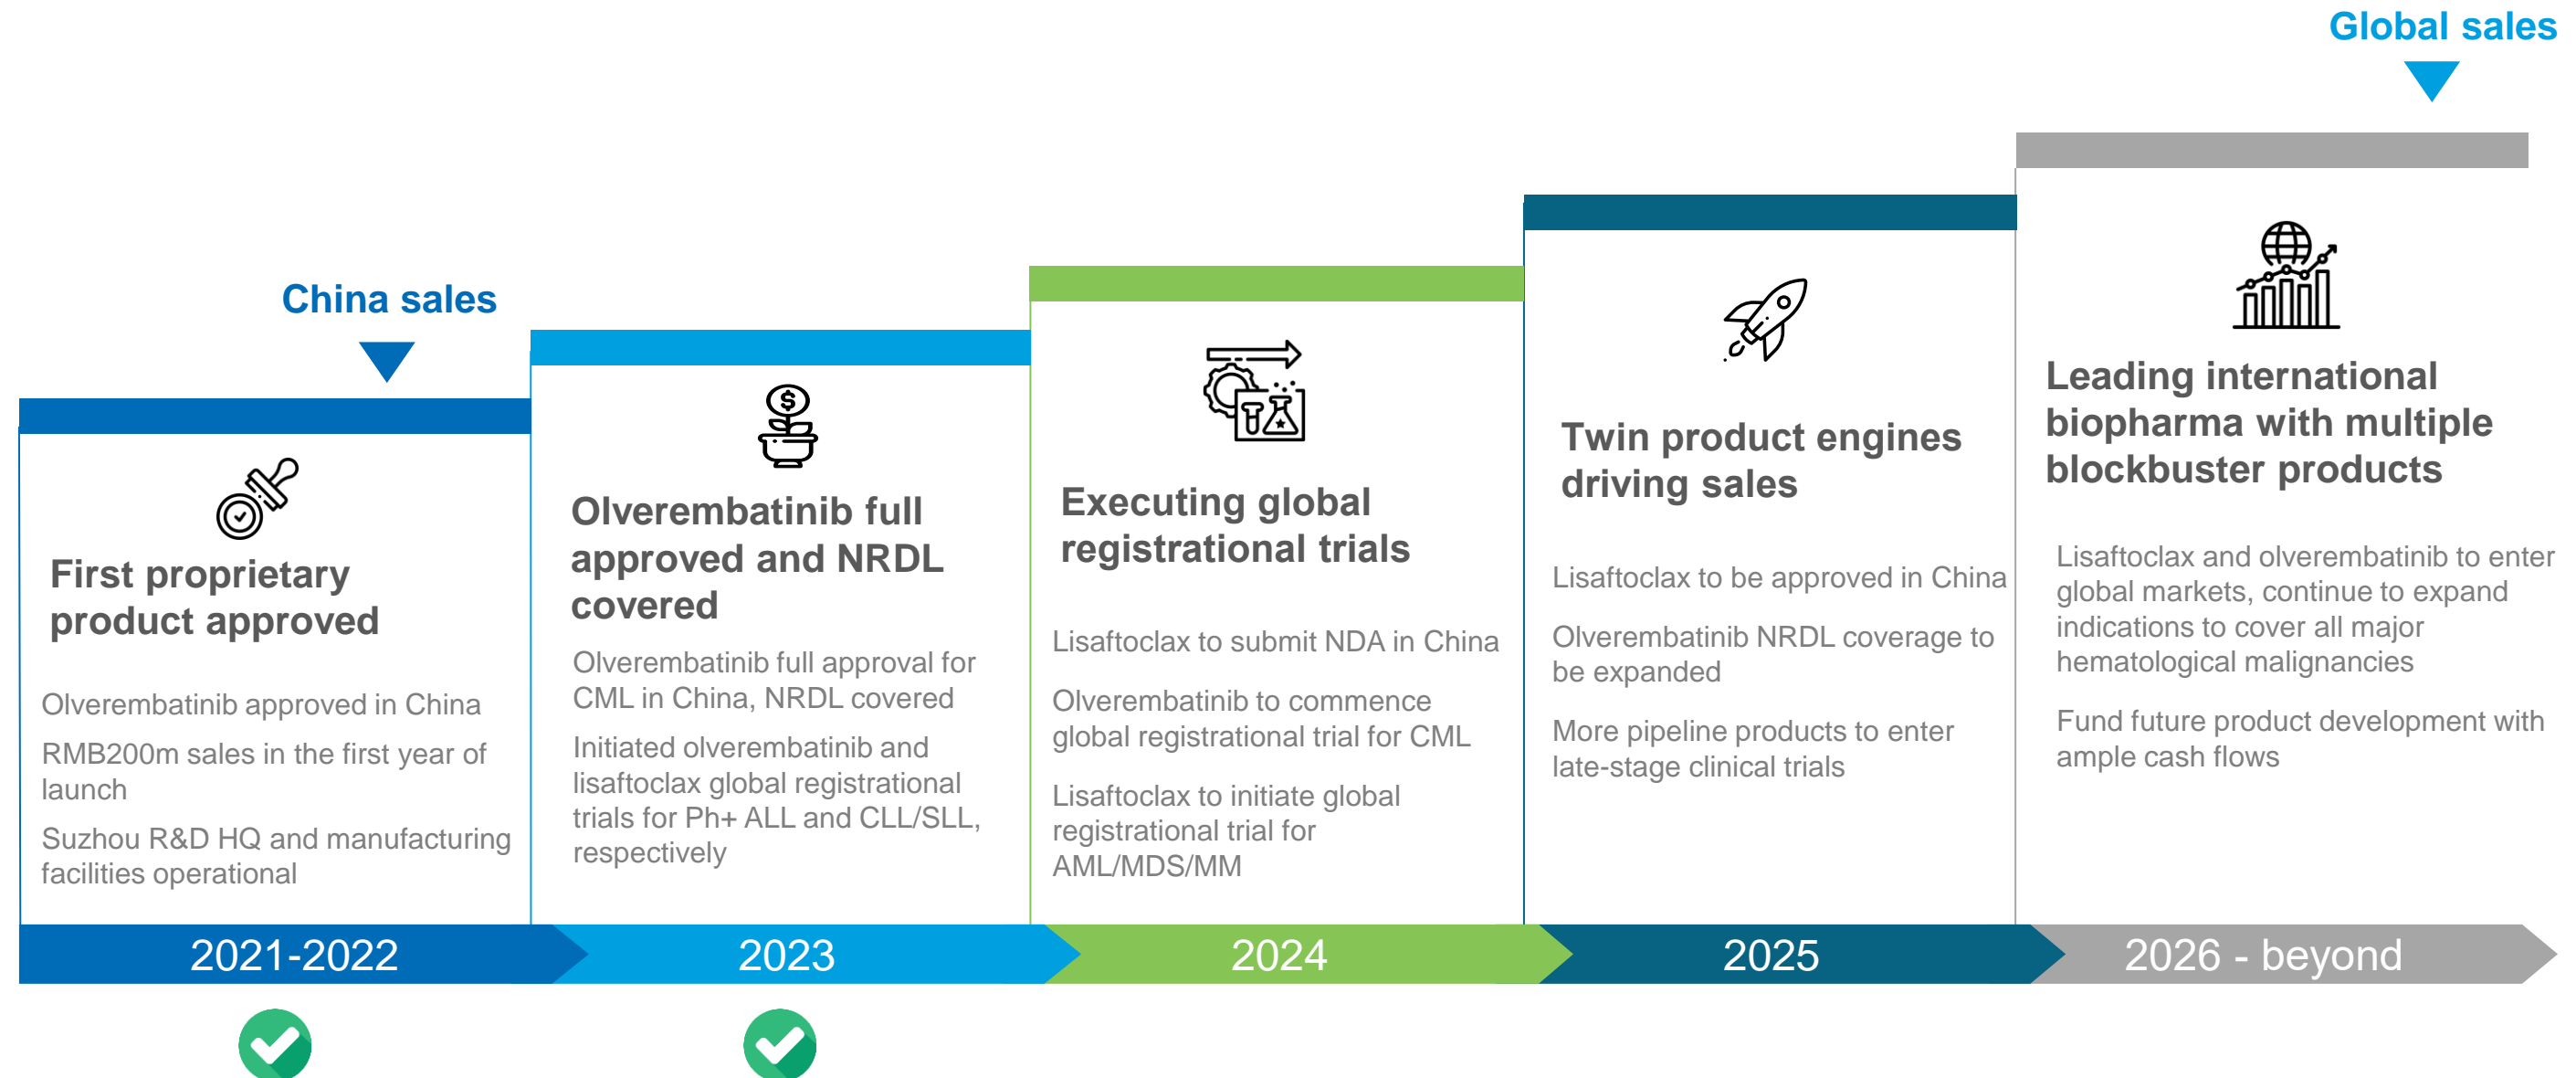 Global sales
China sales
First proprietary
product approved
Olverembatinib approved in China
RMB200m sales in the first year of
launch
Suzhou R&D HQ and manufacturing
facilities operational
2021-2022
$
Olverembatinib full
approved and NRDL
covered
Olverembatinib full approval for
CML in China, NRDL covered
Initiated olverembatinib and
lisaftoclax global registrational
trials for Ph+ ALL and CLL/SLL,
respectively
2023
Executing global
registrational trials
Lisaftoclax to submit NDA in China
Olverembatinib to commence
global registrational trial for CML
Lisaftoclax to initiate global
registrational trial for
AML/MDS/MM
2024
Twin product engines
driving sales
Lisaftoclax to be approved in China
Olverembatinib NRDL coverage to
be expanded
More pipeline products to enter
late-stage clinical trials
2025
Leading international
biopharma with multiple
blockbuster products
Lisaftoclax and olverembatinib to enter
global markets, continue to expand
indications to cover all major
hematological malignancies
Fund future product development with
ample cash flows
2026 - beyond